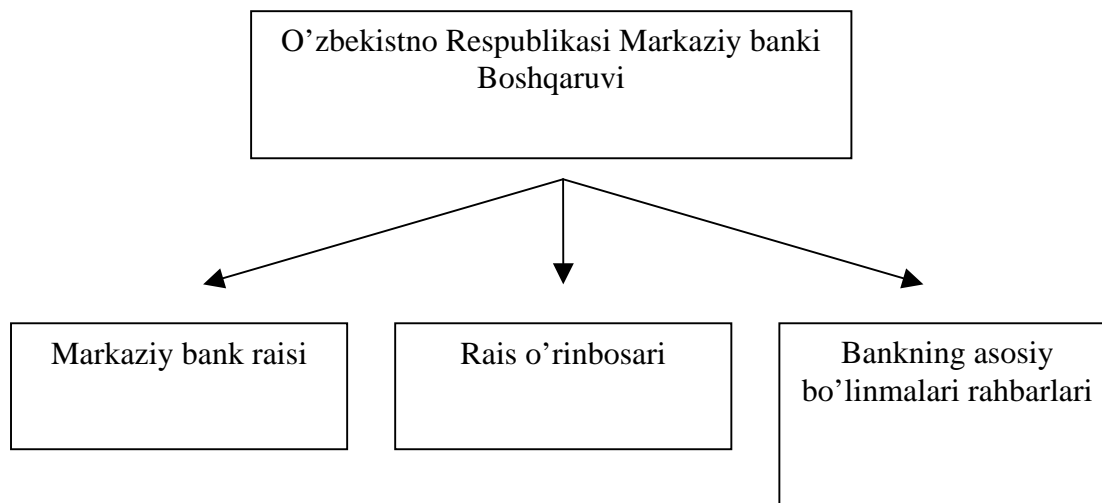 O’zbekistno Respublikasi Markaziy banki
Boshqaruvi
Markaziy bank raisi
Rais o’rinbosari
Bankning asosiy
bo’linmalari rahbarlari